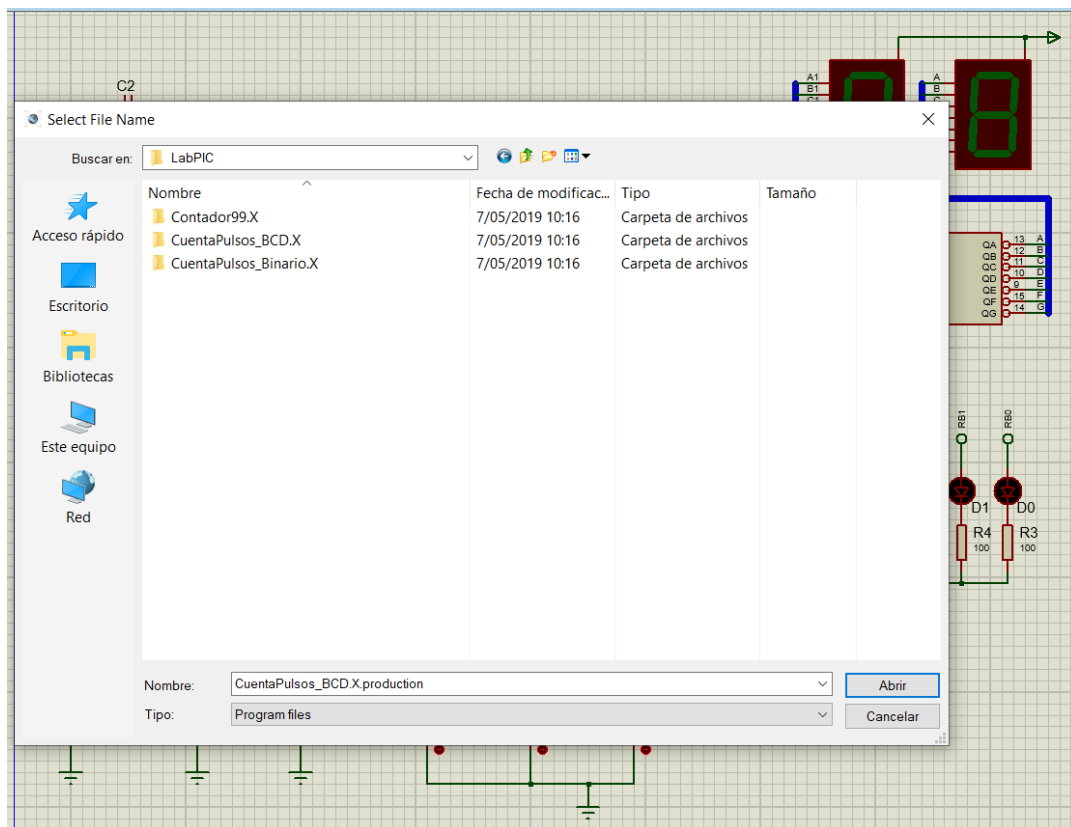 C2
A1
B1
C1
A
B
C
Select File Name
Buscar en:
LabPIC
Nombre
Fecha de modificac...
Tipo
Tamaño
Contador99.X
7/05/2019 10:16
Carpeta de archivos
CuentaPulsos_BCD.X
7/05/2019 10:16
Carpeta de archivos
CuentaPulsos_Binario.X
7/05/2019 10:16
Carpeta de archivos
Acceso rápido
Escritorio
Bibliotecas
Este equipo
Red
QA 13 A
QB 12 B
QC 11 C
QD 10 D
QE 9 E
QF 15 F
QG 14 G
RB1
RB0
D1
D0
R4
100
R3
100
Nombre:
CuentaPulsos_BCD.X.production
Abrir
Tipo:
Program files
Cancelar